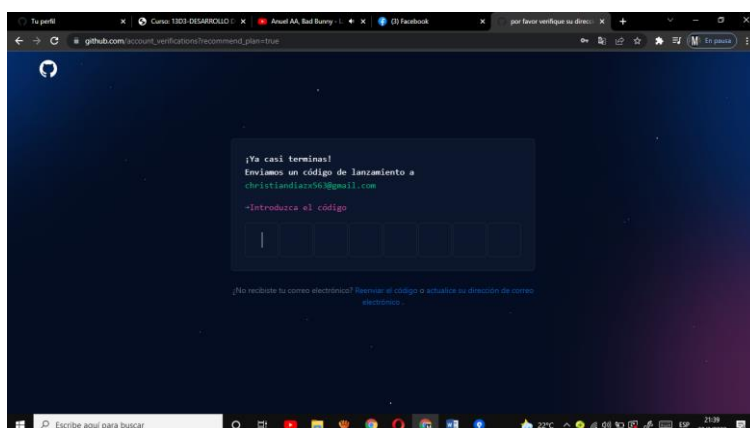 Tu perfil
Curso: 13D3-DESARROLLO
Anuel AA, Bad Bunny - L
(3) Facebook
por favor verifique su direcci
github.com/account_verifications?recommend_plan=true
En pausa
¡Ya casi terminas!
Enviamos un código de lanzamiento a
christiandiazx563@gmail.com
→Introduzca el código
¿No recibiste tu correo electrónico? Reenviar el código o actualice su dirección de correo
electrónico .
Escribe aquí para buscar
22°C
ESP
21:39